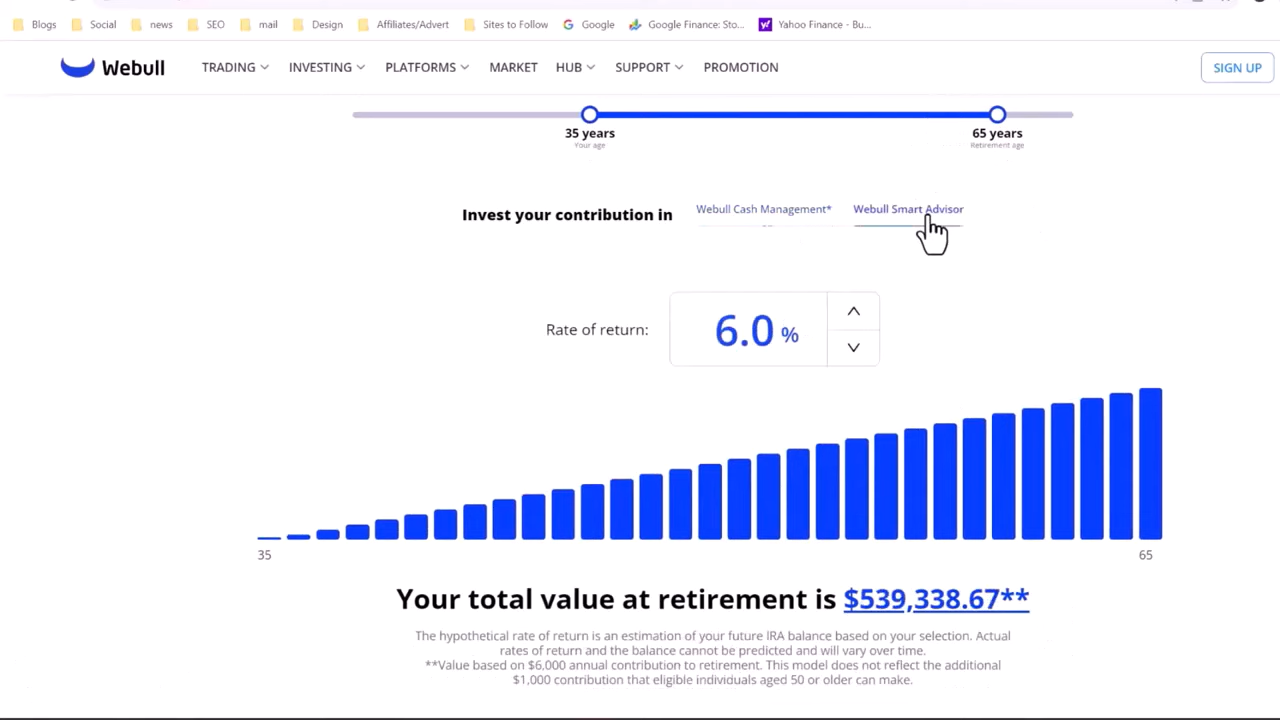 Blogs Social news SEO mail Design Affiliates/Advert Sites to Follow Google Google Finance: Sto... Yahoo Finance - Bu...
Webull TRADING INVESTING PLATFORMS MARKET HUB SUPPORT PROMOTION SIGN UP
35 years 65 years
Your age Retirement age
Invest your contribution in Webull Cash Management* Webull Smart Advisor
Rate of return: 6.0 %
35 65
Your total value at retirement is $539,338.67**
The hypothetical rate of return is an estimation of your future IRA balance based on your selection. Actual
rates of return and the balance cannot be predicted and will vary over time.
**Value based on $6,000 annual contribution to retirement. This model does not reflect the additional
$1,000 contribution that eligible individuals aged 50 or older can make.